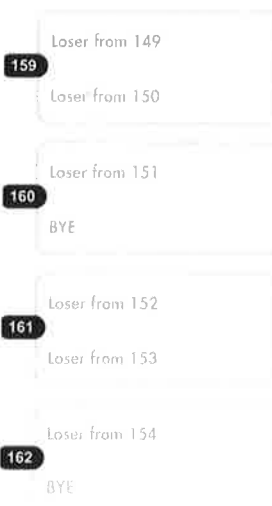 Loser from 149
159
Loser from 150
Loser from 151
160
BYE
Loser from 152
161
Loser from 153
Loser from 154
162
BYE